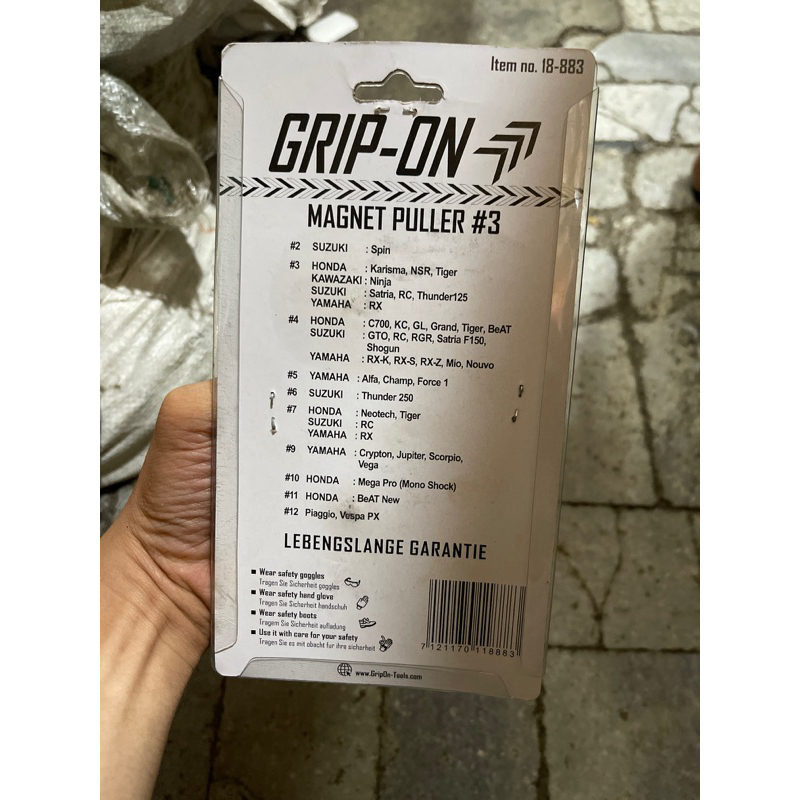 Item no. 18-883
GRIP-ON
MAGNET PULLER #3
#2 SUZUKI : Spin
#3 HONDA : Karisma, NSR, Tiger
KAWAZAKI : Ninja
SUZUKI : Satria, RC, Thunder125
YAMAHA : RX
#4 HONDA : C700, KC, GL, Grand, Tiger, BeAT
SUZUKI : GTO, RC, RGR, Satria F150,
Shogun
YAMAHA : RX-K, RX-S, RX-Z, Mio, Nouvo
#5 YAMAHA : Alfa, Champ, Force 1
#6 SUZUKI : Thunder 250
#7 HONDA : Neotech, Tiger
SUZUKI : RC
YAMAHA : RX
#9 YAMAHA : Crypton, Jupiter, Scorpio,
Vega
#10 HONDA : Mega Pro (Mono Shock)
#11 HONDA : BeAT New
#12 Piaggio, Vespa PX
LEBENGSLANGE GARANTIE
Wear safety goggles
Tragen Sie Sicherheit goggles
Wear safety hand glove
Tragen Sie Sicherheit handschuh
Wear safety boots
Tragem Sie Sicherheit aufladung
Use it with care for your safety
Tragen Sie es mit obacht fur ihre sicherheit
7 121170 118883
www.GripOn-Tools.com